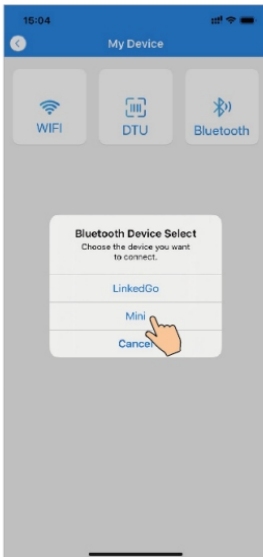 15:04
My Device
WIFI
DTU
Bluetooth
Bluetooth Device Select
Choose the device you want
to connect.
LinkedGo
Mini
Cancel